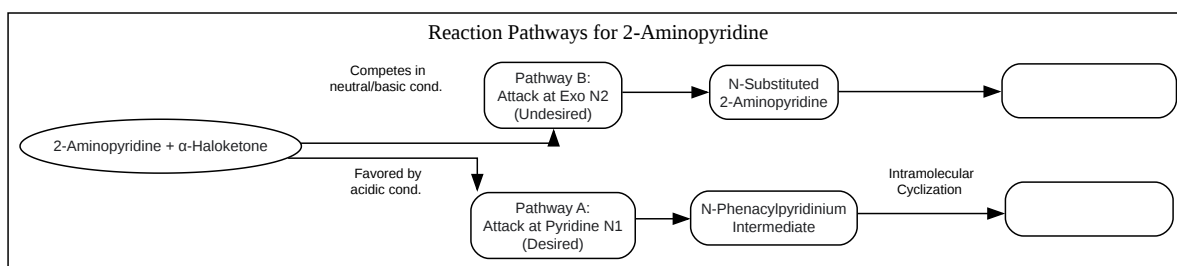 Reaction Pathways for 2-Aminopyridine
Competes in
neutral/basic cond.
Pathway B:
Attack at Exo N2
(Undesired)
N-Substituted
2-Aminopyridine
2-Aminopyridine + α-Haloketone
Favored by
acidic cond.
Pathway A:
Attack at Pyridine N1
(Desired)
N-Phenacylpyridinium
Intermediate
Intramolecular
Cyclization